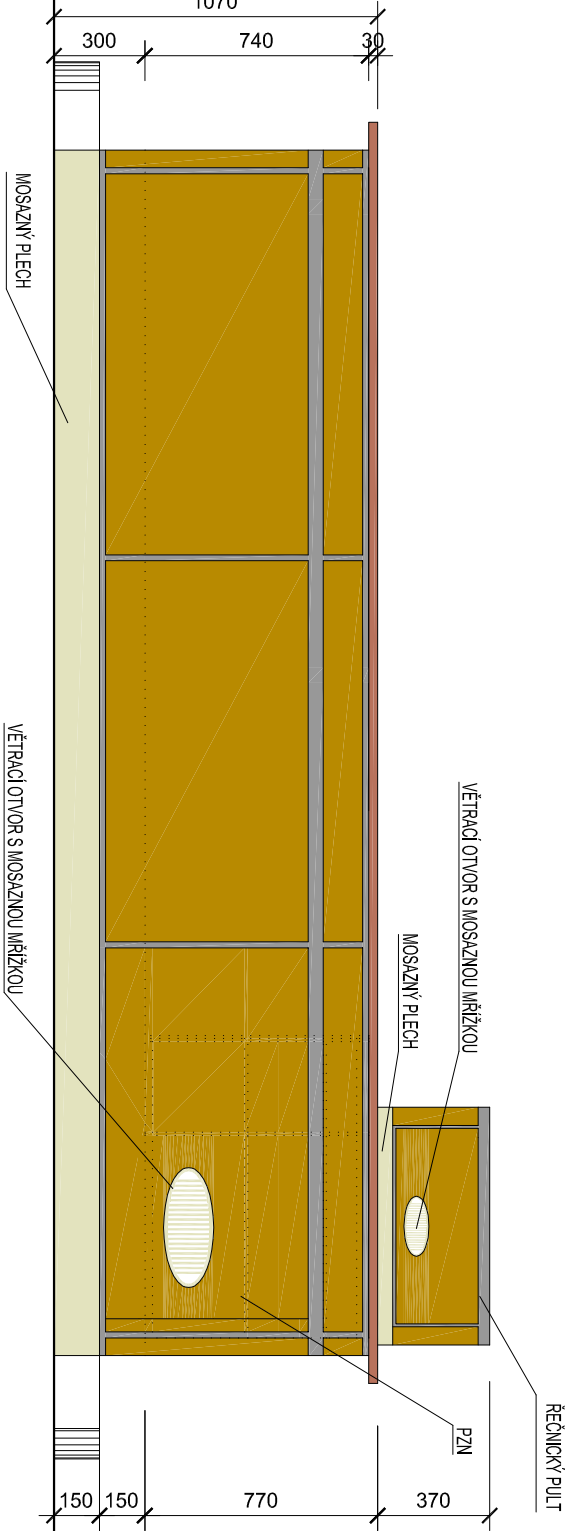 1070
300
740
30
MOSAZNÝ PLECH
VĚTRACÍ OTVOR S MOSAZNOU MŘÍŽKOU
VĚTRACÍ OTVOR S MOSAZNOU MŘÍŽKOU
MOSAZNÝ PLECH
ŘEČNICKÝ PULT
PZN
150
150
770
370